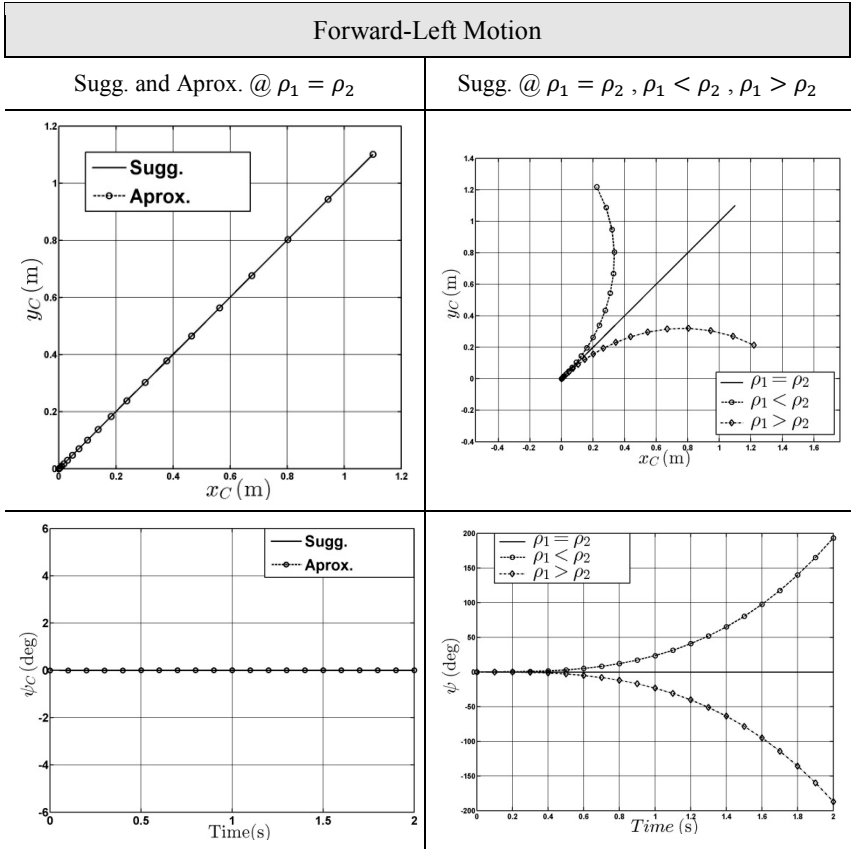 Forward-Left Motion
Sugg. and Aprox. @ ρ₁ = ρ₂
Sugg. @ ρ₁ = ρ₂ , ρ₁ < ρ₂ , ρ₁ > ρ₂
1.2
1
0.8
0.6
0.4
0.2
0
Sugg.
Aprox.
y_C (m)
0 0.2 0.4 0.6 0.8 1 1.2
x_C (m)
1.4
1.2
1
0.8
0.6
0.4
0.2
0
-0.2
-0.4
y_C (m)
ρ₁ = ρ₂
ρ₁ < ρ₂
ρ₁ > ρ₂
-0.4 -0.2 0 0.2 0.4 0.6 0.8 1 1.2 1.4 1.6
x_C (m)
6
4
2
0
-2
-4
-6
Sugg.
Aprox.
ψ_C (deg)
0 0.5 1 1.5 2
Time(s)
200
150
100
50
0
-50
-100
-150
-200
ρ₁ = ρ₂
ρ₁ < ρ₂
ρ₁ > ρ₂
ψ (deg)
0 0.2 0.4 0.6 0.8 1.0 1.2 1.4 1.6 1.8 2
Time (s)